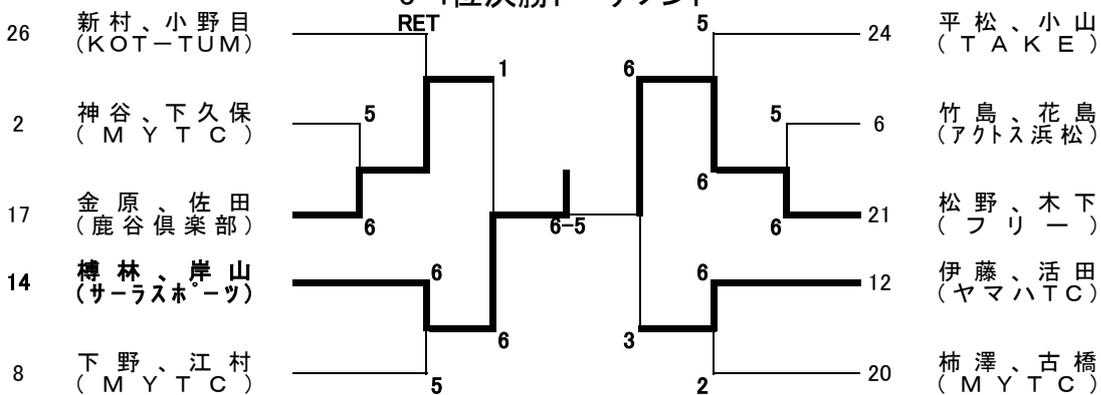 RET
26 新村、小野目 (KOT－TUM)
2 神谷、下久保 (ＭＹＴＣ)
17 金原、佐田 (鹿谷倶楽部)
14 榑林、岸山 (サーラスポーツ)
8 下野、江村 (ＭＹＴＣ)
5
6
1
6
6
5
6-5
6
3
5
6
5
6
6
2
24 平松、小山 (ＴＡＫＥ)
6 竹島、花島 (アクトス浜松)
21 松野、木下 (フリー)
12 伊藤、活田 (ヤマハTC)
20 柿澤、古橋 (ＭＹＴＣ)